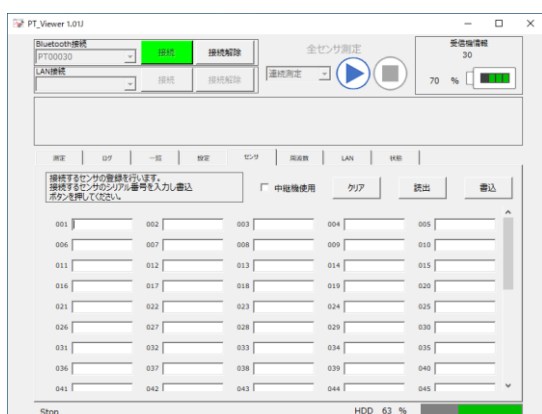 PT_Viewer 1.01J
Bluetooth接続
PT00030
接続
接続解除
LAN接続
接続
接続解除
全センサ測定
連続測定
受信機情報
30
70 %
測定 ログ 一覧 設定 センサ 周波数 LAN 状態
接続するセンサの登録を行います。
接続するセンサのシリアル番号を入力し書込
ボタンを押してください。
中継機使用
クリア
読出
書込
001 002 003 004 005
006 007 008 009 010
011 012 013 014 015
016 017 018 019 020
021 022 023 024 025
026 027 028 029 030
031 032 033 034 035
036 037 038 039 040
041 042 043 044 045
Stop
HDD 63 %